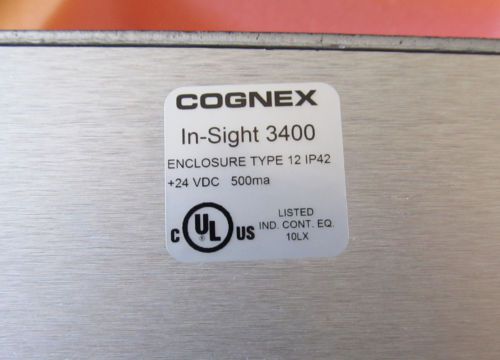 COGNEX
In-Sight 3400
ENCLOSURE TYPE 12 IP42
+24 VDC 500ma
C UL US
LISTED
IND. CONT. EQ.
10LX